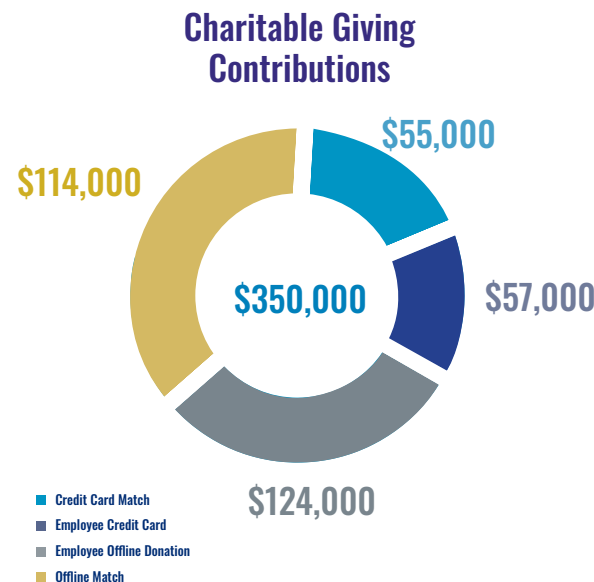 Charitable Giving
Contributions
$55,000
$114,000
$350,000
$57,000
$124,000
Credit Card Match
Employee Credit Card
Employee Offline Donation
Offline Match